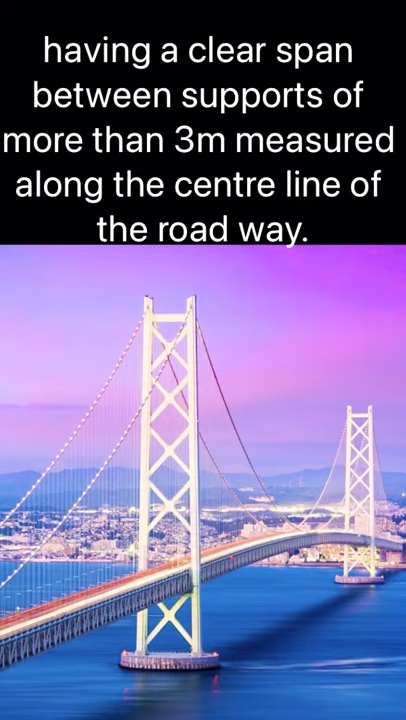 having a clear span
between supports of
more than 3m measured
along the centre line of
the road way.